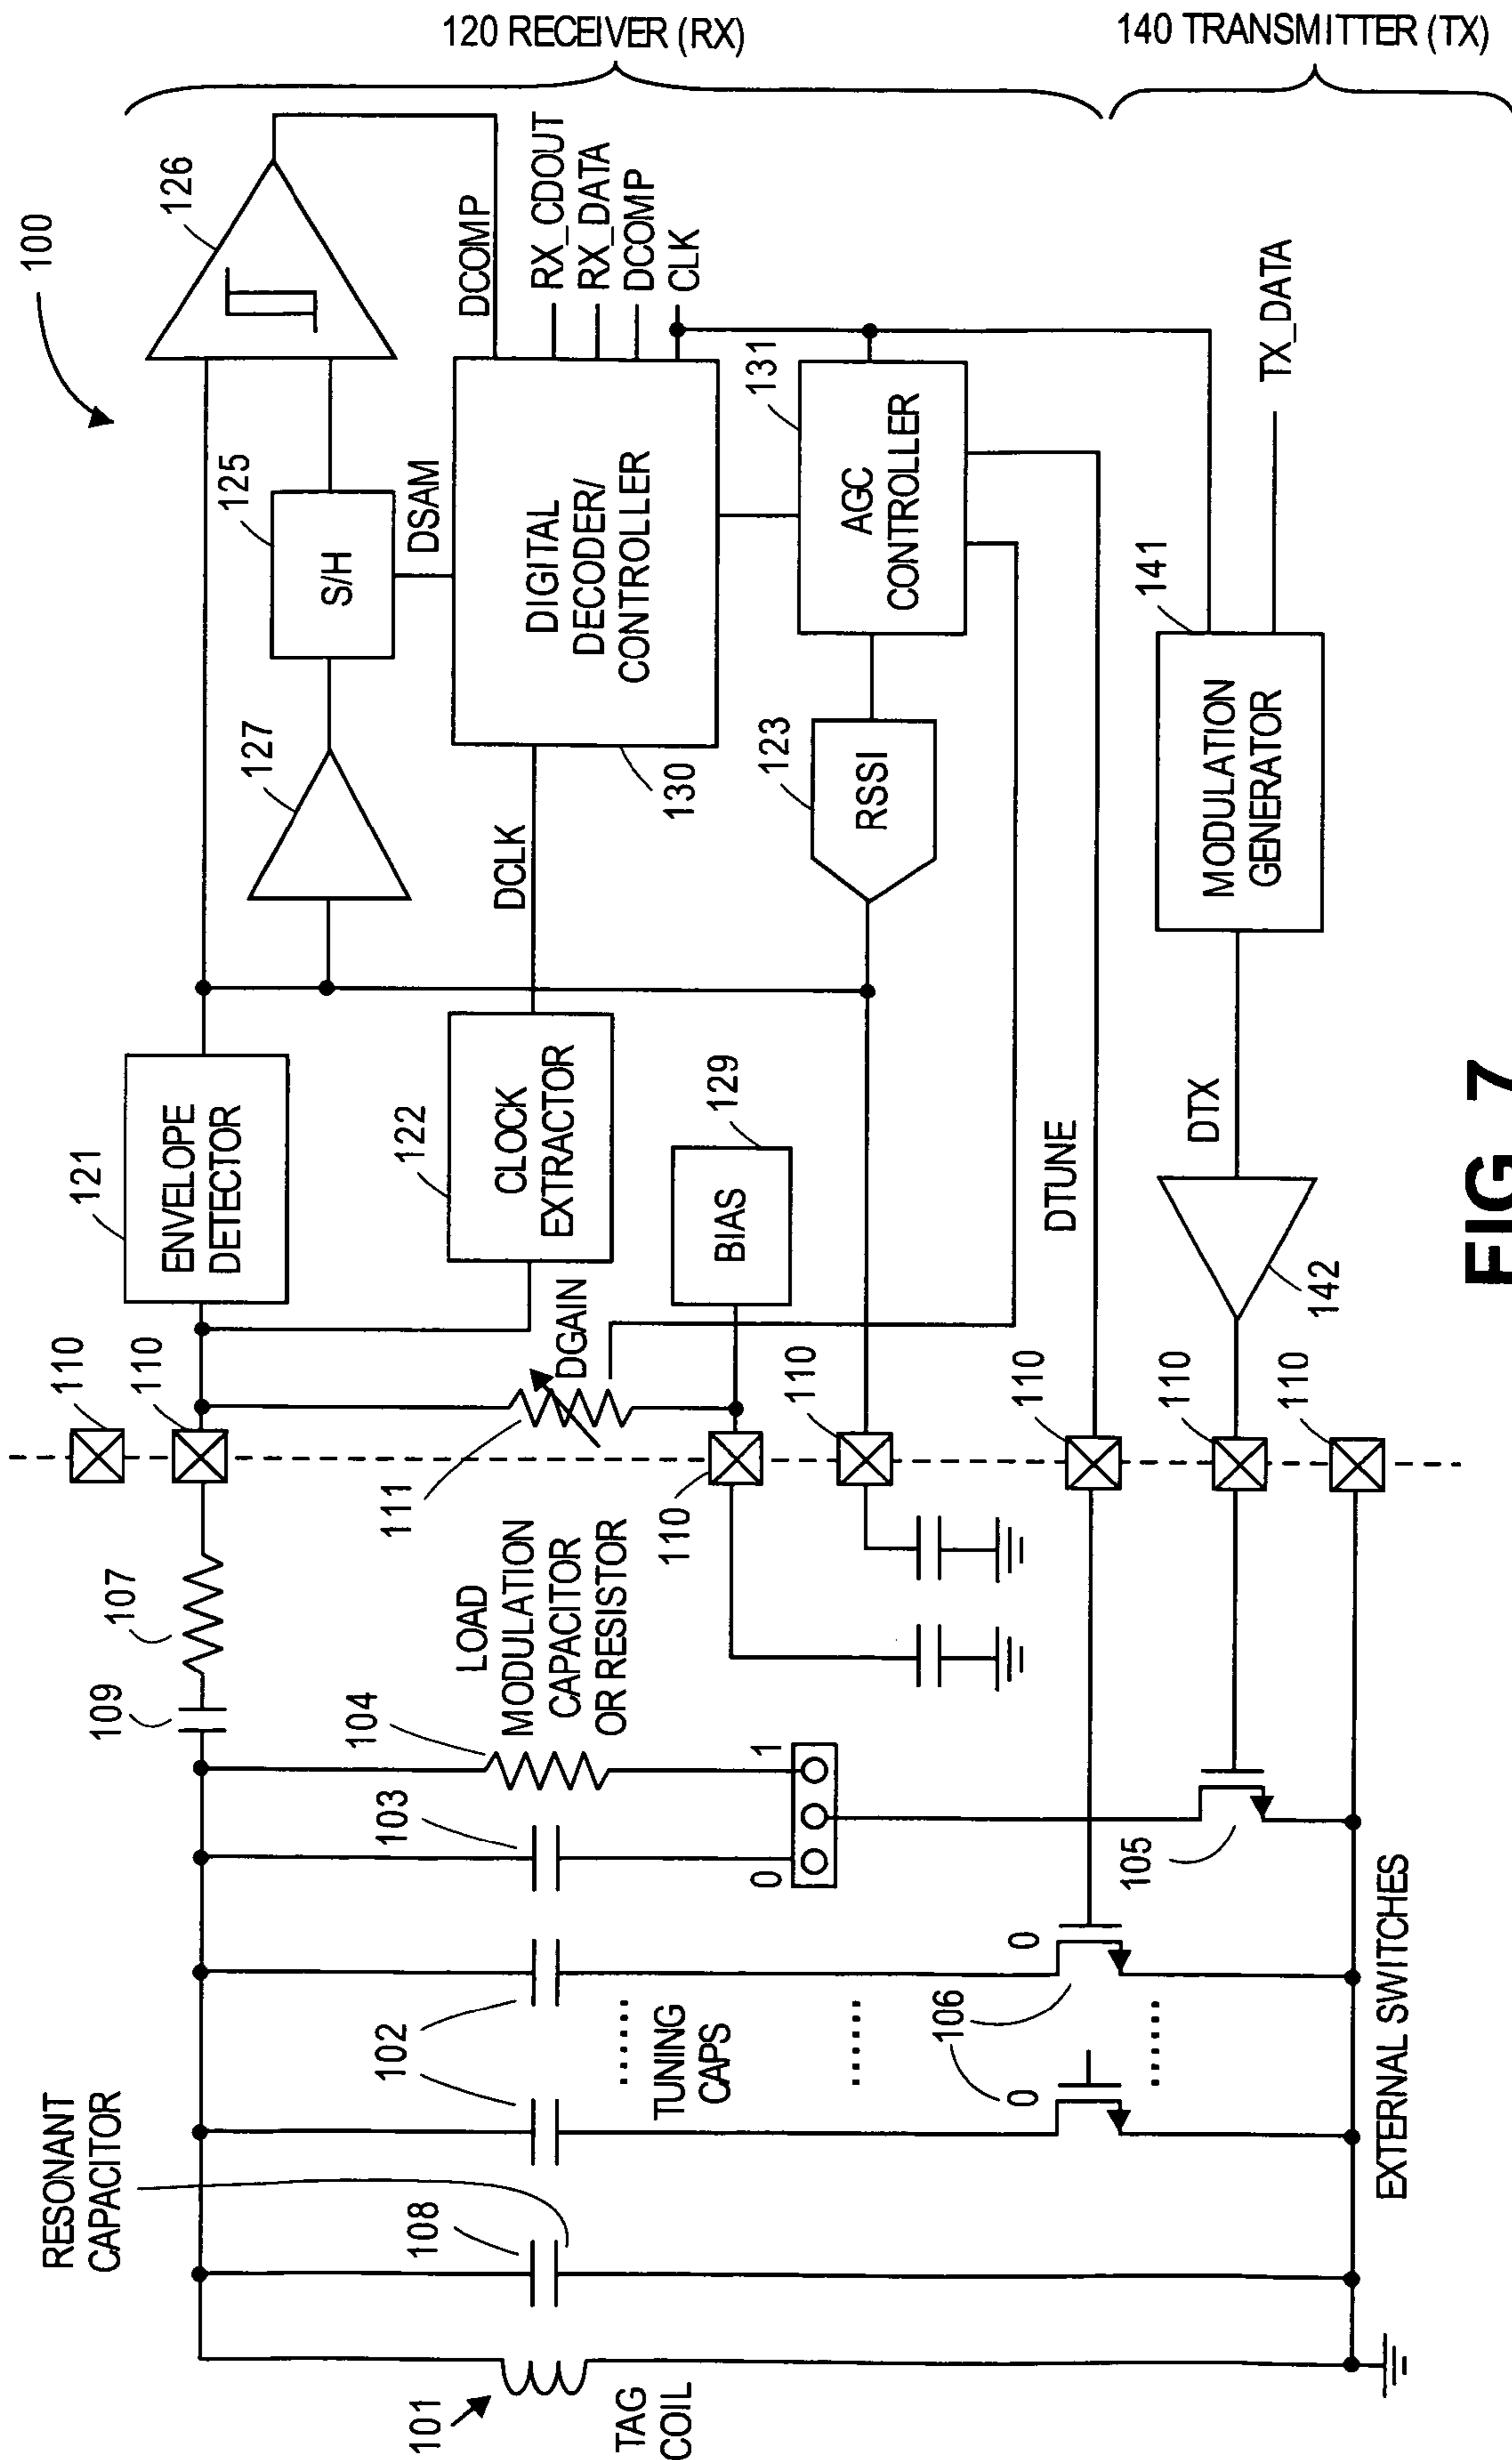 100
120 RECEIVER (RX)
140 TRANSMITTER (TX)
126
125
S/H
127
121
ENVELOPE
DETECTOR
110
110
107
109
RESONANT
CAPACITOR
DCOMP
RX_CDOUT
RX_DATA
DCOMP
CLK
DSAM
DIGITAL
DECODER/
CONTROLLER
130
DCLK
122
CLOCK
EXTRACTOR
DGAIN
111
LOAD
MODULATION
CAPACITOR
OR RESISTOR
104
103
102
108
101
TAG
COIL
TUNING
CAPS
131
AGC
CONTROLLER
123
RSSI
129
BIAS
110
110
1
0
106
0
0
DTUNE
110
105
TX_DATA
141
MODULATION
GENERATOR
DTX
142
110
110
EXTERNAL SWITCHES
FIG 7